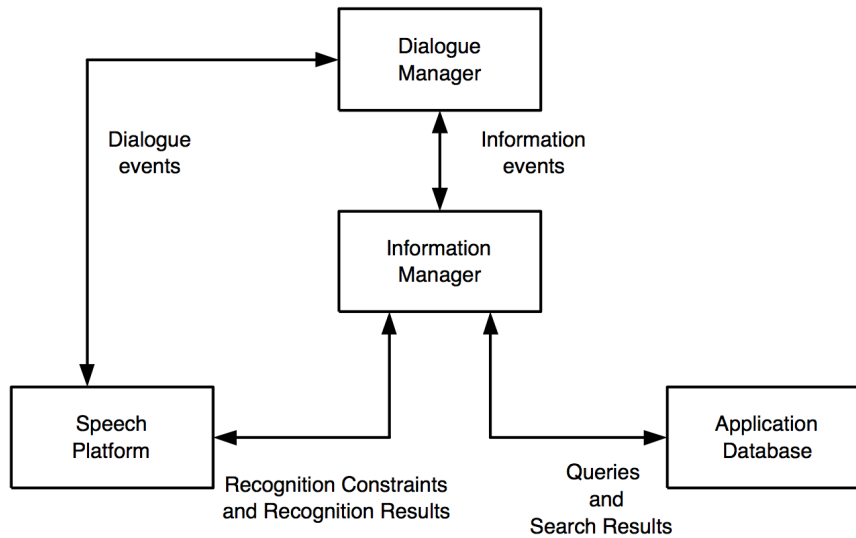 Dialogue
Manager
Dialogue
events
Information
events
Information
Manager
Speech
Platform
Application
Database
Recognition Constraints
and Recognition Results
Queries
and
Search Results